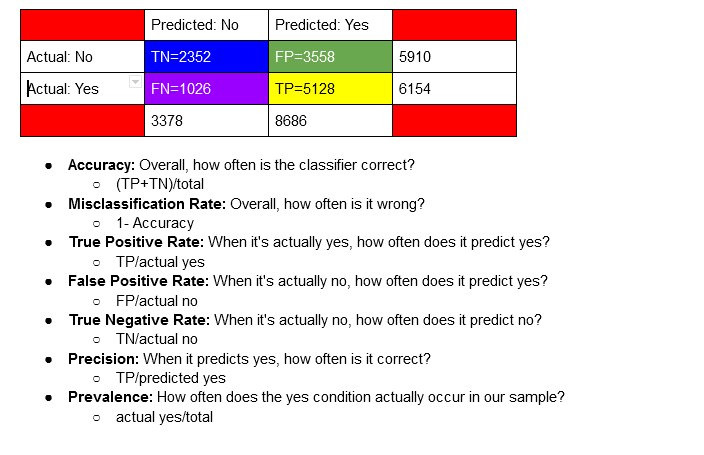 Predicted: No Predicted: Yes
Actual: No TN=2352 FP=3558 5910
Actual: Yes FN=1026 TP=5128 6154
3378 8686
● Accuracy: Overall, how often is the classifier correct?
○ (TP+TN)/total
● Misclassification Rate: Overall, how often is it wrong?
○ 1- Accuracy
● True Positive Rate: When it's actually yes, how often does it predict yes?
○ TP/actual yes
● False Positive Rate: When it's actually no, how often does it predict yes?
○ FP/actual no
● True Negative Rate: When it's actually no, how often does it predict no?
○ TN/actual no
● Precision: When it predicts yes, how often is it correct?
○ TP/predicted yes
● Prevalence: How often does the yes condition actually occur in our sample?
○ actual yes/total